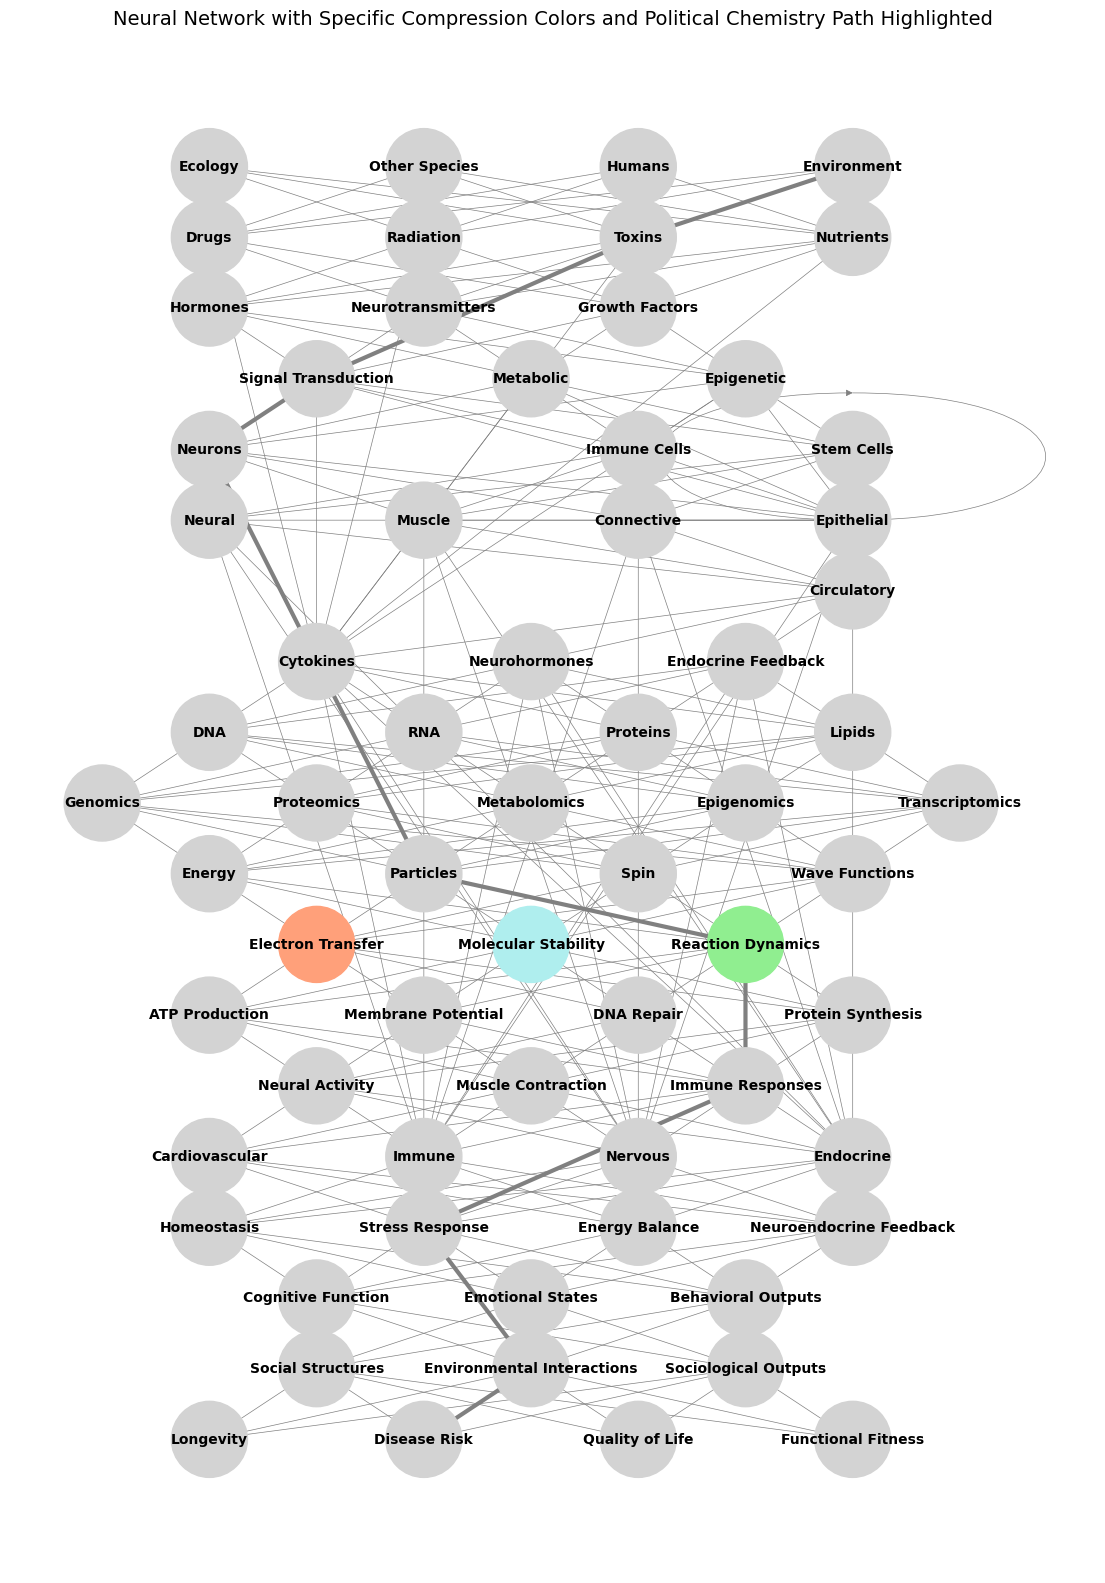 Neural Network with Specific Compression Colors and Political Chemistry Path Highlighted
Ecology
Other Species
Humans
Environment
Drugs
Radiation
Toxins
Nutrients
Hormones
Neurotransmitters
Growth Factors
Signal Transduction
Metabolic
Epigenetic
Neurons
Immune Cells
Stem Cells
Neural
Muscle
Connective
Epithelial
Circulatory
Cytokines
Neurohormones
Endocrine Feedback
DNA
RNA
Proteins
Lipids
Genomics
Proteomics
Metabolomics
Epigenomics
Transcriptomics
Energy
Particles
Spin
Wave Functions
Electron Transfer
Molecular Stability
Reaction Dynamics
ATP Production
Membrane Potential
DNA Repair
Protein Synthesis
Neural Activity
Muscle Contraction
Immune Responses
Cardiovascular
Immune
Nervous
Endocrine
Homeostasis
Stress Response
Energy Balance
Neuroendocrine Feedback
Cognitive Function
Emotional States
Behavioral Outputs
Social Structures
Environmental Interactions
Sociological Outputs
Longevity
Disease Risk
Quality of Life
Functional Fitness